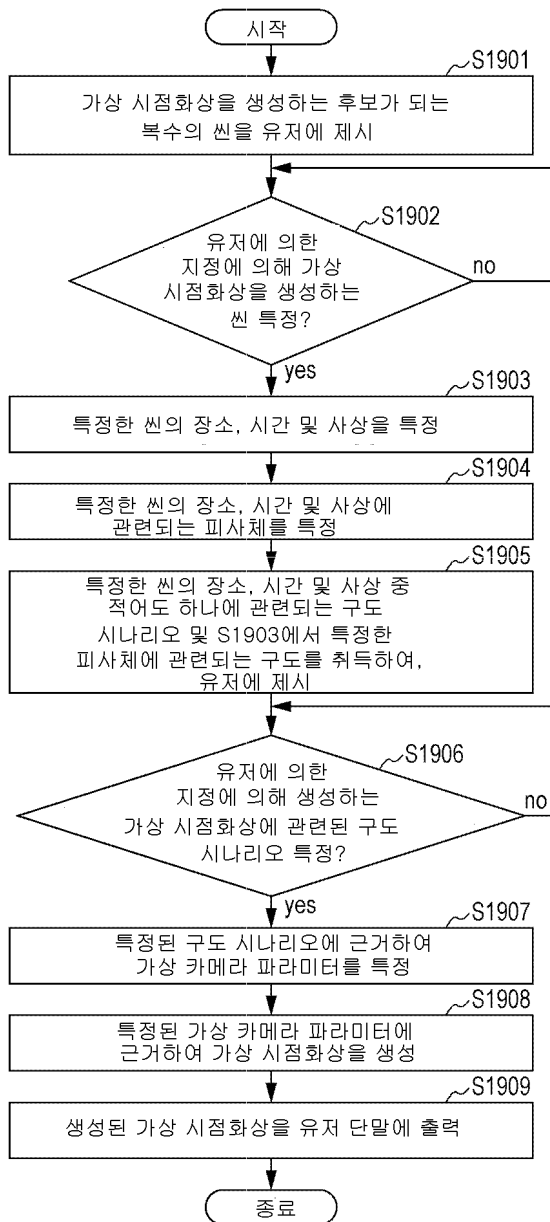 시작
S1901
가상 시점화상을 생성하는 후보가 되는
복수의 씬을 유저에 제시
S1902
유저에 의한
지정에 의해 가상
시점화상을 생성하는
씬 특정?
no
yes
S1903
특정한 씬의 장소, 시간 및 사상을 특정
S1904
특정한 씬의 장소, 시간 및 사상에
관련되는 피사체를 특정
S1905
특정한 씬의 장소, 시간 및 사상 중
적어도 하나에 관련되는 구도
시나리오 및 S1903에서 특정한
피사체에 관련되는 구도를 취득하여,
유저에 제시
S1906
유저에 의한
지정에 의해 생성하는
가상 시점화상에 관련된 구도
시나리오 특정?
no
yes
S1907
특정된 구도 시나리오에 근거하여
가상 카메라 파라미터를 특정
S1908
특정된 가상 카메라 파라미터에
근거하여 가상 시점화상을 생성
S1909
생성된 가상 시점화상을 유저 단말에 출력
종료